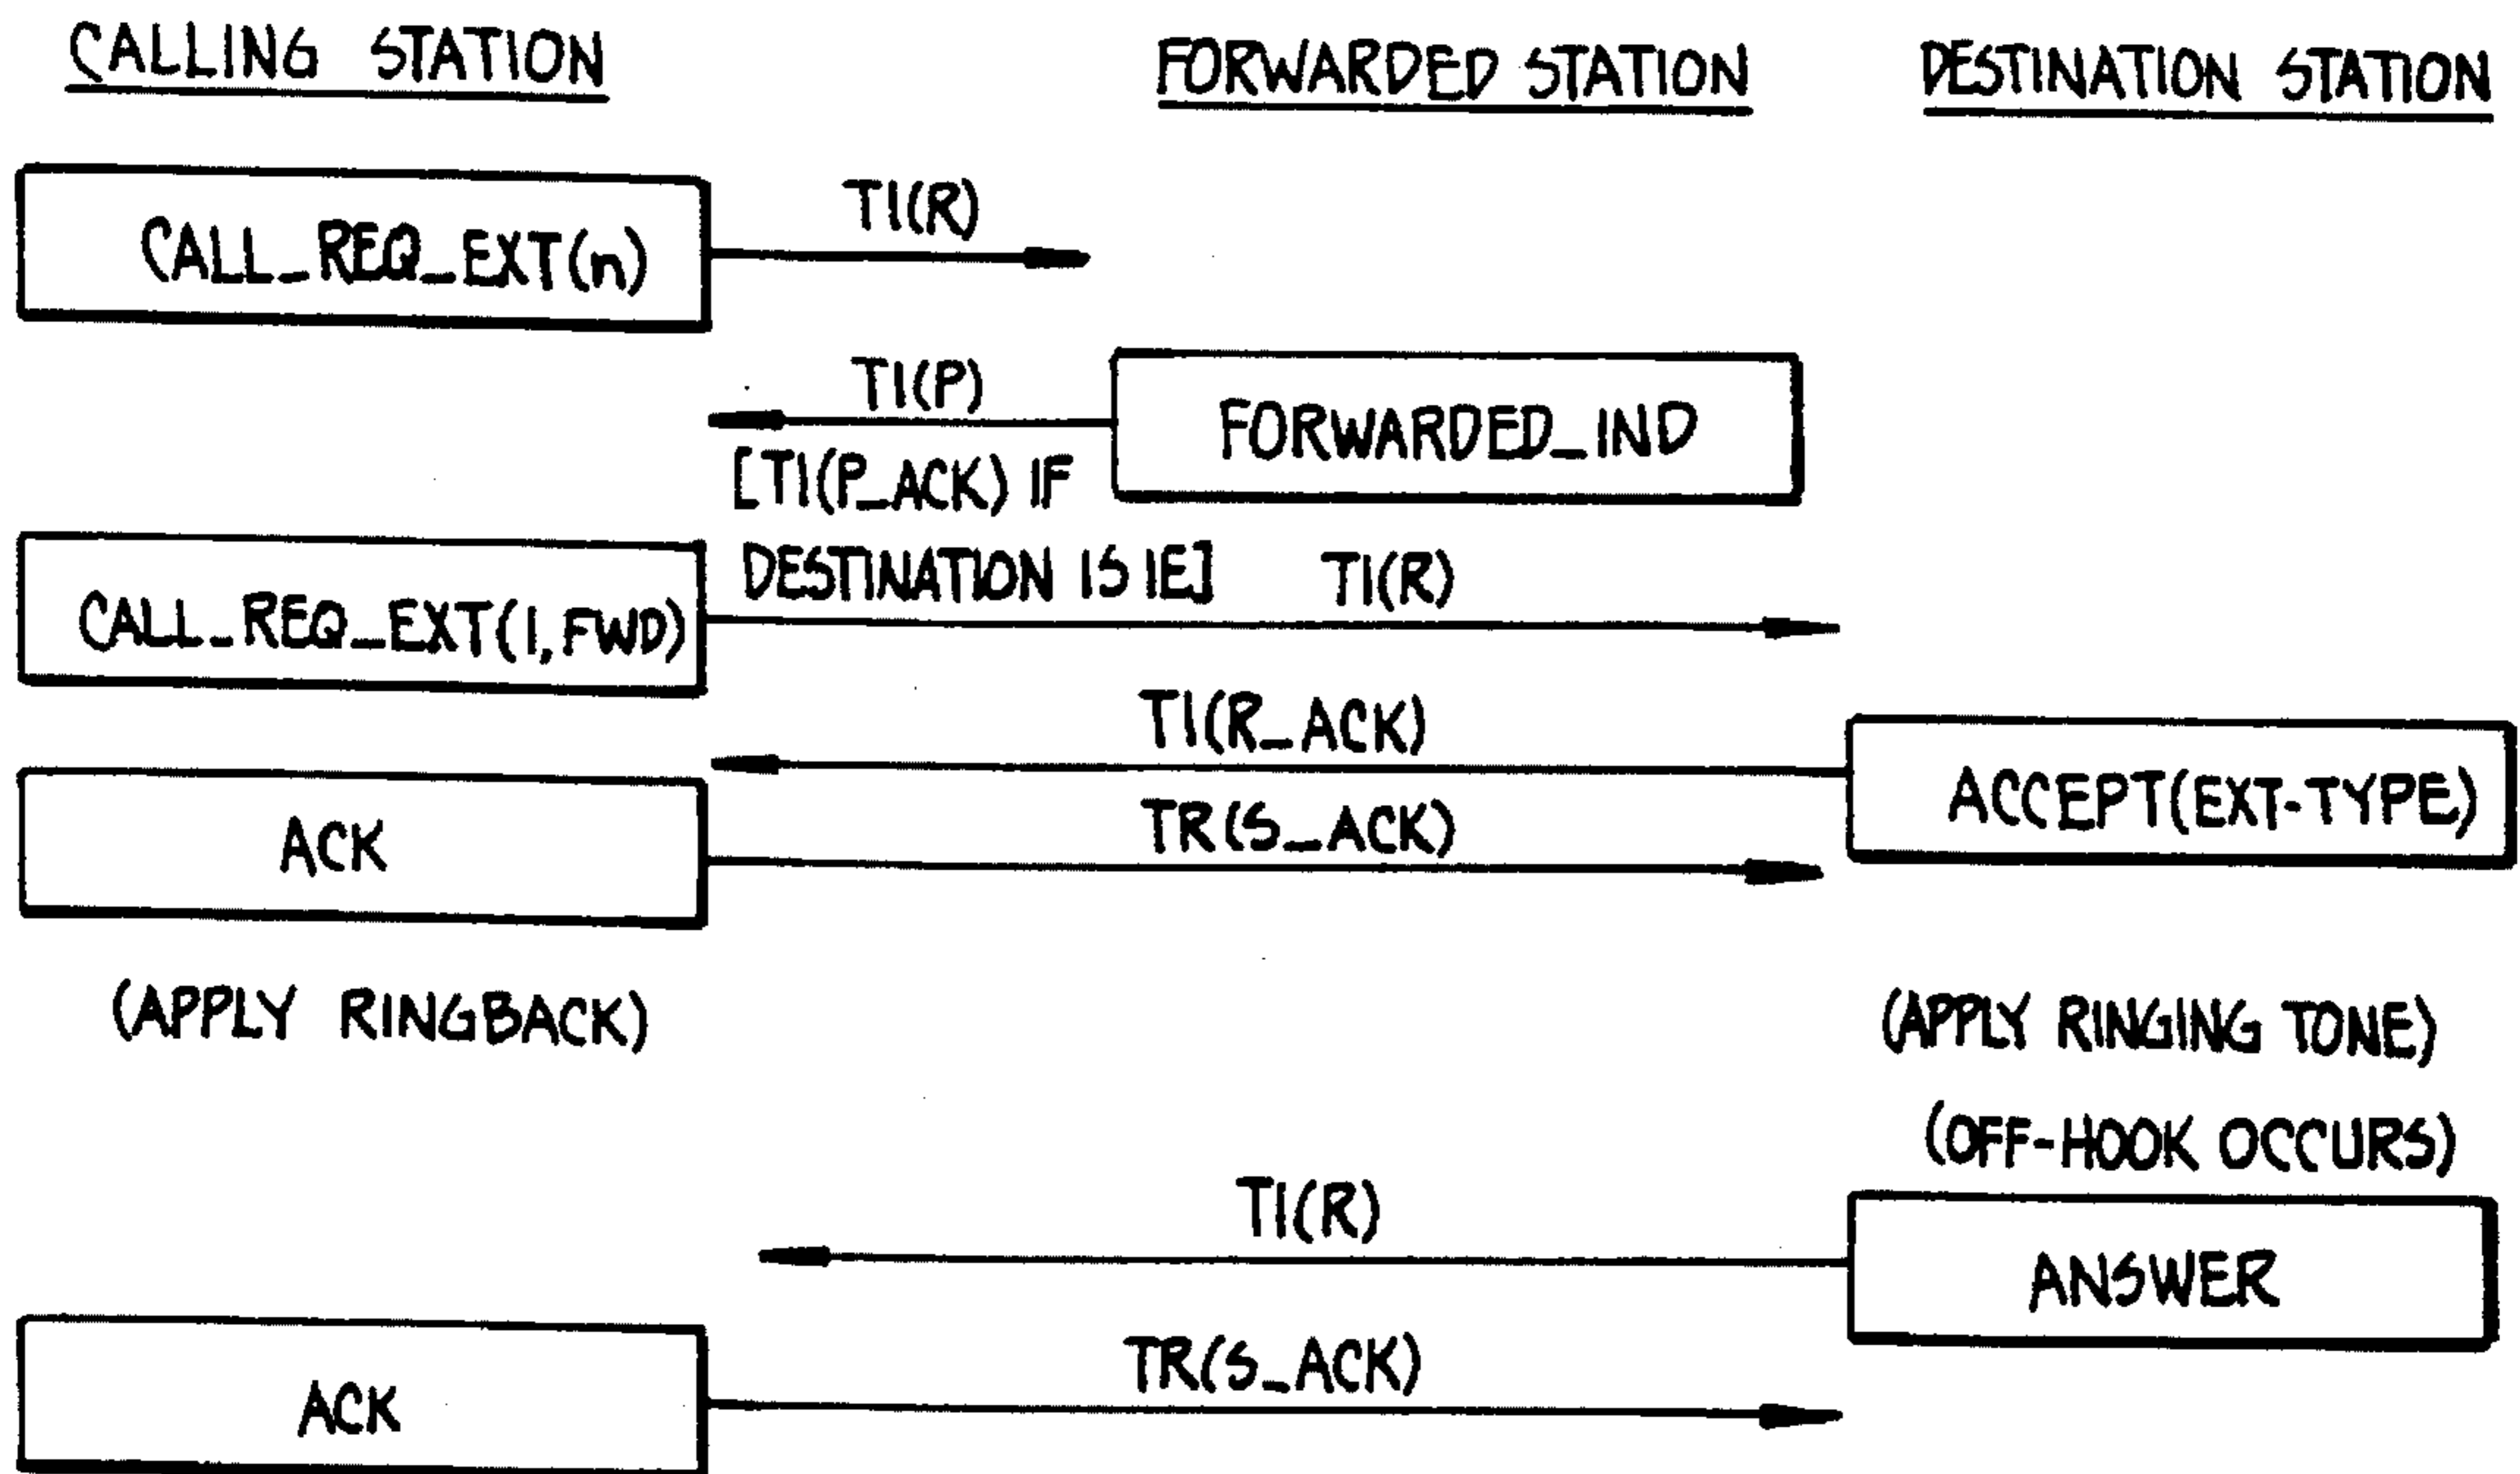 CALLING STATION
FORWARDED STATION
DESTINATION STATION
CALL_REQ_EXT(n)
TI(R)
TI(P)
FORWARDED_IND
[TI(P_ACK) IF
DESTINATION IS IE]
TI(R)
CALL_REQ_EXT(I,FWD)
TI(R_ACK)
ACCEPT(EXT-TYPE)
TR(S_ACK)
ACK
(APPLY RINGBACK)
(APPLY RINGING TONE)
(OFF-HOOK OCCURS)
TI(R)
ANSWER
TR(S_ACK)
ACK